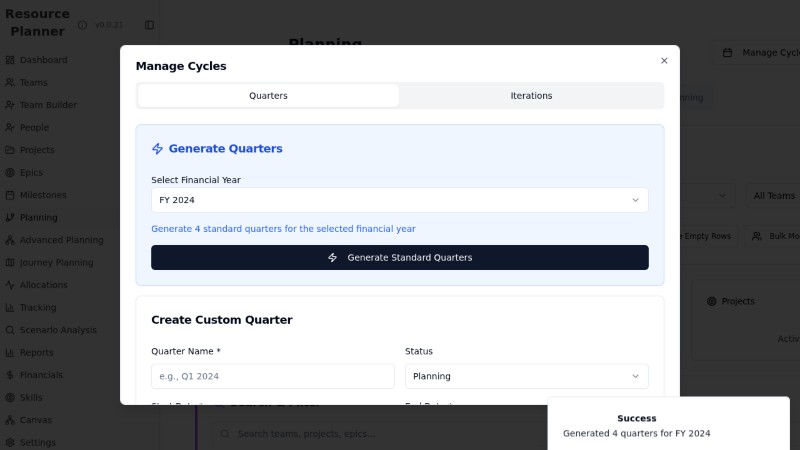 Resource
Planner
v0.0.21
Dashboard
Teams
Team Builder
People
Projects
Epics
Milestones
Planning
Advanced Planning
Journey Planning
Allocations
Tracking
Scenario Analysis
Reports
Financials
Skills
Canvas
Settings
Planning
Manage Cycle
nning
All Teams
e Empty Rows
Bulk Mo
Projects
Activ
Manage Cycles
Quarters
Iterations
Generate Quarters
Select Financial Year
FY 2024
Generate 4 standard quarters for the selected financial year
Generate Standard Quarters
Create Custom Quarter
Quarter Name *
Status
e.g., Q1 2024
Planning
Search teams, projects, epics...
Success
Generated 4 quarters for FY 2024